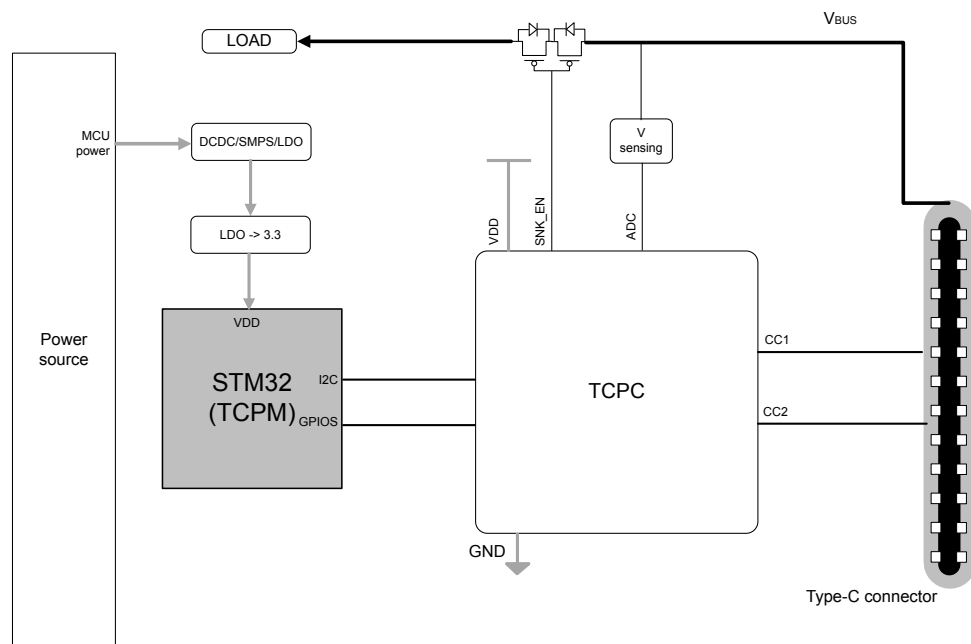 VBUS
LOAD
MCU
power
DCDC/SMPS/LDO
V
sensing
VDD
SNK_EN
ADC
LDO -> 3.3
VDD
Power
source
STM32
(TCPM)
I2C
GPIOS
TCPC
CC1
CC2
GND
Type-C connector